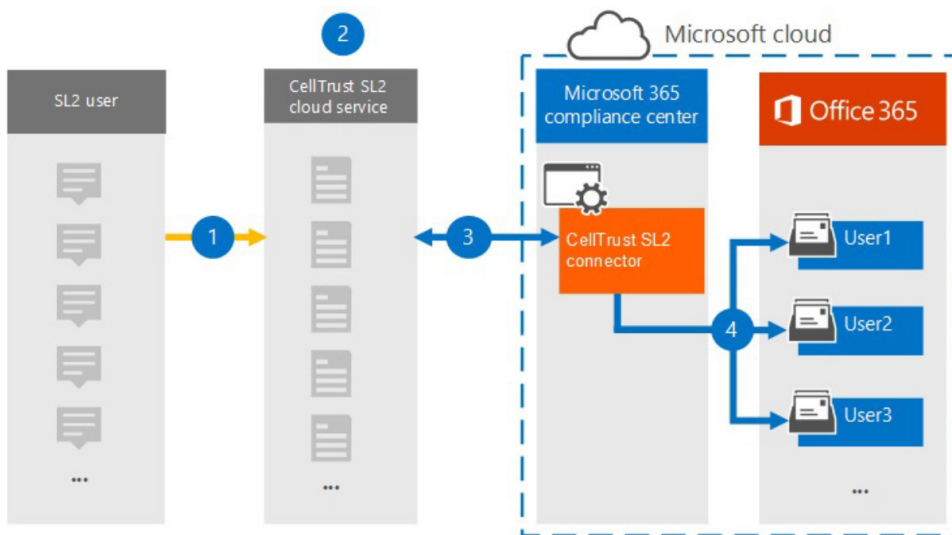 2
Microsoft cloud
SL2 user
CellTrust SL2
cloud service
Microsoft 365
compliance center
Office 365
1
3
CellTrust SL2
connector
4
User1
User2
User3
...
...
...